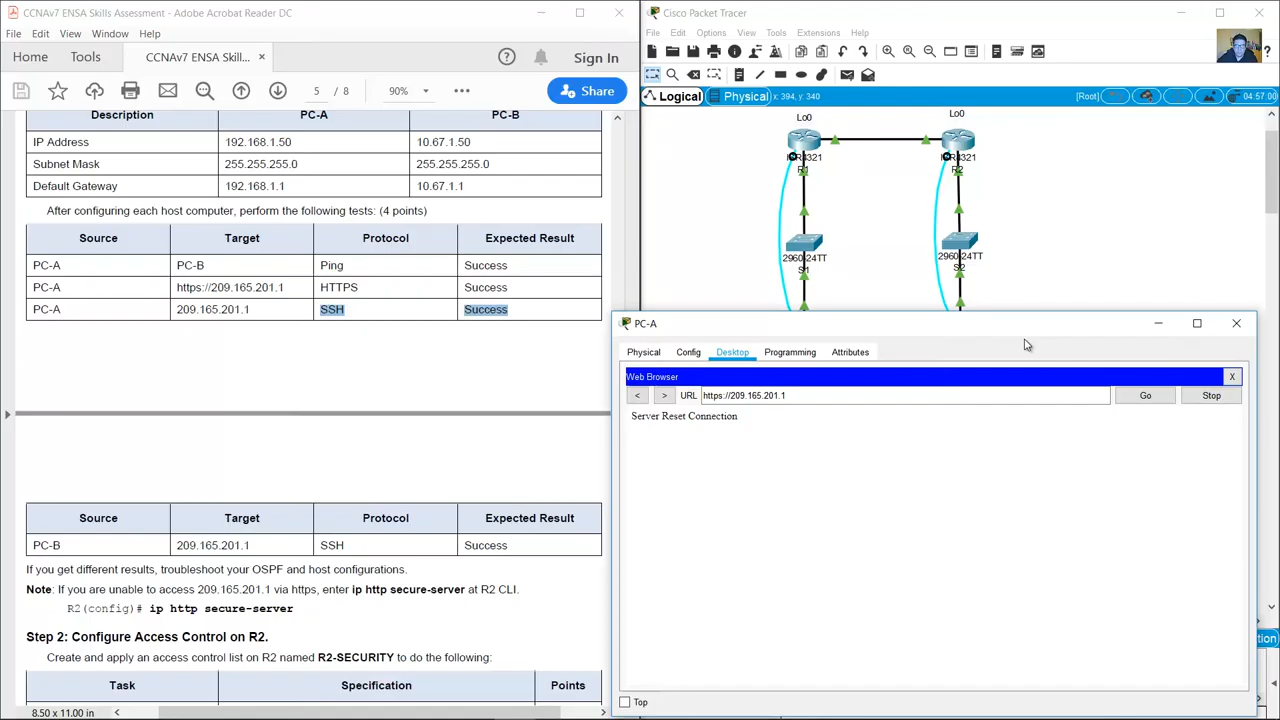 CCNAv7 ENSA Skills Assessment - Adobe Acrobat Reader DC
File Edit View Window Help
Home Tools CCNAv7 ENSA Skill... × Sign In
5 / 8 90% Share
Description PC-A PC-B
IP Address 192.168.1.50 10.67.1.50
Subnet Mask 255.255.255.0 255.255.255.0
Default Gateway 192.168.1.1 10.67.1.1
After configuring each host computer, perform the following tests: (4 points)
Source Target Protocol Expected Result
PC-A PC-B Ping Success
PC-A https://209.165.201.1 HTTPS Success
PC-A 209.165.201.1 SSH Success
Source Target Protocol Expected Result
PC-B 209.165.201.1 SSH Success
If you get different results, troubleshoot your OSPF and host configurations.
Note: If you are unable to access 209.165.201.1 via https, enter ip http secure-server at R2 CLI.
R2(config)# ip http secure-server
Step 2: Configure Access Control on R2.
Create and apply an access control list on R2 named R2-SECURITY to do the following:
Task Specification Points
8.50 x 11.00 in
Cisco Packet Tracer
File Edit Options View Tools Extensions Help
Logical Physical x: 394, y: 340 [Root] 04:57:00
Lo0 Lo0
R1 R2
2960-24TT 2960-24TT
S1 S2
PC-A
Physical Config Desktop Programming Attributes
Web Browser X
< > URL https://209.165.201.1 Go Stop
Server Reset Connection
Top